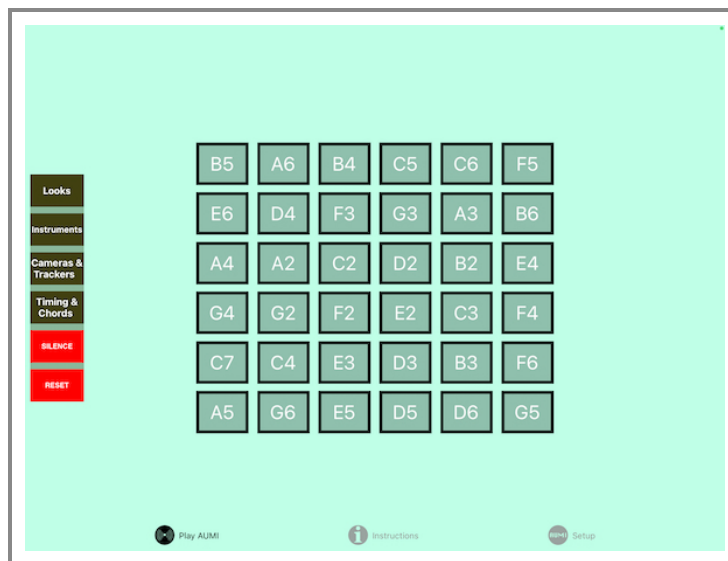 B5 A6 B4 C5 C6 F5
Looks
E6 D4 F3 G3 A3 B6
Instruments
A4 A2 C2 D2 B2 E4
Cameras &
Trackers
G4 G2 F2 E2 C3 F4
Timing &
Chords
SILENCE
C7 C4 E3 D3 B3 F6
RESET
A5 G6 E5 D5 D6 G5
Play AUMI
Instructions
AUMI Setup